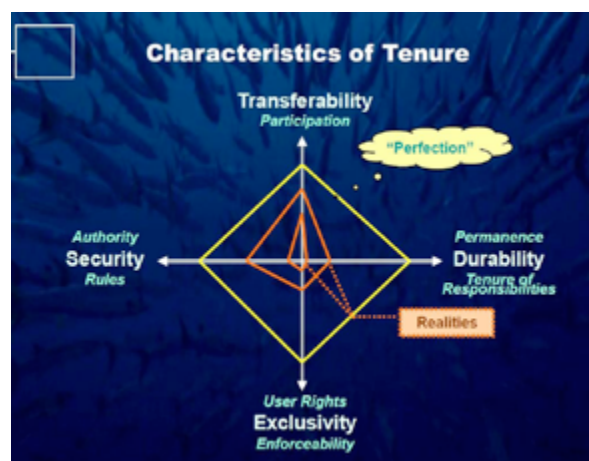 Characteristics of Tenure
Transferability
Participation
"Perfection"
Authority
Security
Rules
Permanence
Durability
Tenure of
Responsibilities
Realities
User Rights
Exclusivity
Enforceability